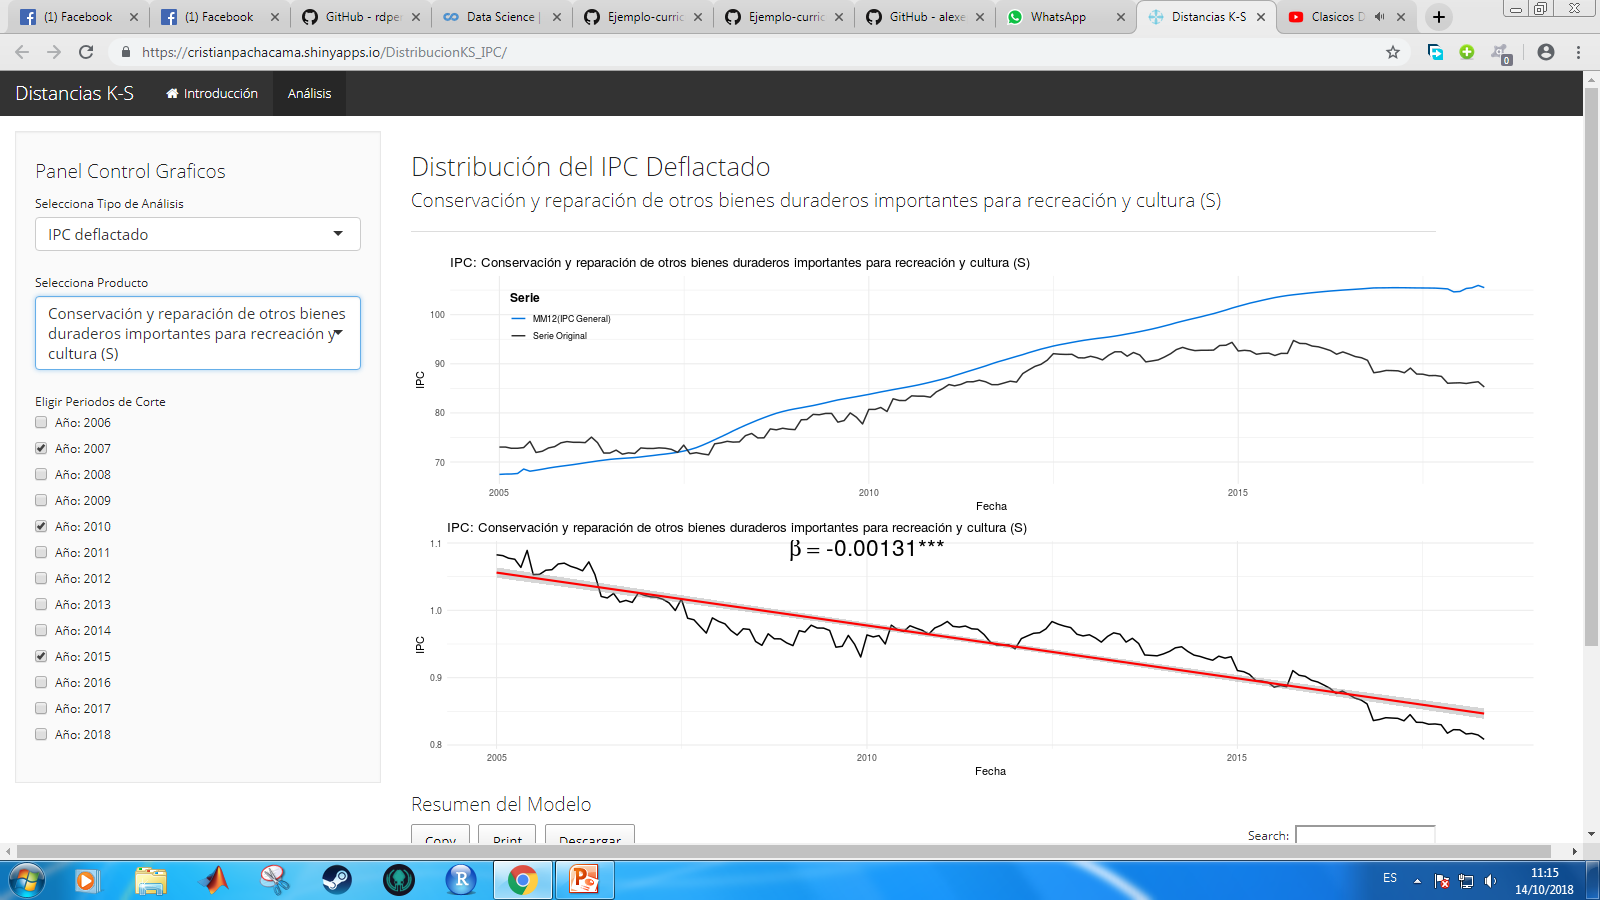 (1) Facebook
(1) Facebook
GitHub - rdpe
Data Science |
Ejemplo-curric
Ejemplo-curric
GitHub - alexe
WhatsApp
Distancias K-S
Clasicos D
https://cristianpachacama.shinyapps.io/DistribucionKS_IPC/
0
Distancias K-S
Introducción
Análisis
Panel Control Graficos
Selecciona Tipo de Análisis
IPC deflactado
Selecciona Producto
Conservación y reparación de otros bienes
duraderos importantes para recreación y
cultura (S)
Eligir Periodos de Corte
Año: 2006
Año: 2007
Año: 2008
Año: 2009
Año: 2010
Año: 2011
Año: 2012
Año: 2013
Año: 2014
Año: 2015
Año: 2016
Año: 2017
Año: 2018
Distribución del IPC Deflactado
Conservación y reparación de otros bienes duraderos importantes para recreación y cultura (S)
IPC: Conservación y reparación de otros bienes duraderos importantes para recreación y cultura (S)
Serie
MM12(IPC General)
Serie Original
100
90
80
70
IPC
2005
2010
2015
Fecha
IPC: Conservación y reparación de otros bienes duraderos importantes para recreación y cultura (S)
β = -0.00131***
1.1
1.0
0.9
0.8
IPC
2005
2010
2015
Fecha
Resumen del Modelo
Copy
Print
Descargar
Search:
ES
11:15
14/10/2018